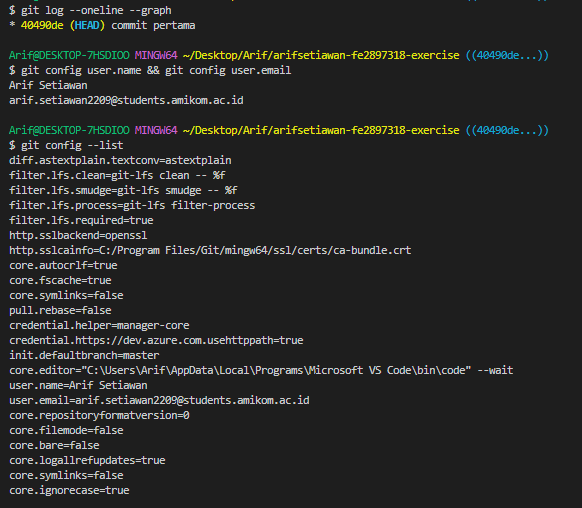 $ git log --oneline --graph
* 40490de (HEAD) commit pertama
Arif@DESKTOP-7HSDIOO MINGW64 ~/Desktop/Arif/arifsetiawan-fe2897318-exercise ((40490de...))
$ git config user.name && git config user.email
Arif Setiawan
arif.setiawan2209@students.amikom.ac.id
Arif@DESKTOP-7HSDIOO MINGW64 ~/Desktop/Arif/arifsetiawan-fe2897318-exercise ((40490de...))
$ git config --list
diff.astextplain.textconv=astextplain
filter.lfs.clean=git-lfs clean -- %f
filter.lfs.smudge=git-lfs smudge -- %f
filter.lfs.process=git-lfs filter-process
filter.lfs.required=true
http.sslbackend=openssl
http.sslcainfo=C:/Program Files/Git/mingw64/ssl/certs/ca-bundle.crt
core.autocrlf=true
core.fscache=true
core.symlinks=false
pull.rebase=false
credential.helper=manager-core
credential.https://dev.azure.com.usehttppath=true
init.defaultbranch=master
core.editor="C:\Users\Arif\AppData\Local\Programs\Microsoft VS Code\bin\code" --wait
user.name=Arif Setiawan
user.email=arif.setiawan2209@students.amikom.ac.id
core.repositoryformatversion=0
core.filemode=false
core.bare=false
core.logallrefupdates=true
core.symlinks=false
core.ignorecase=true